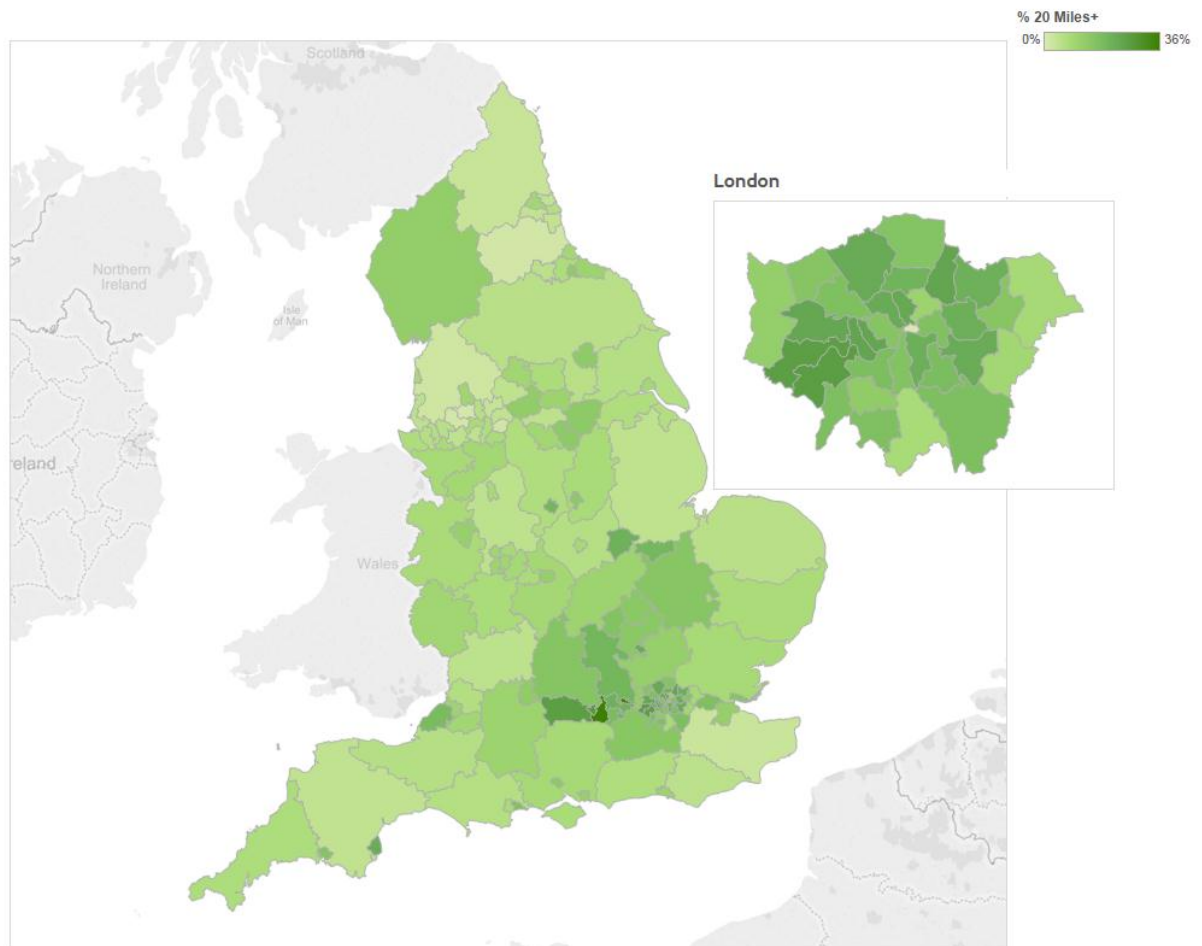 % 20 Miles+
0% 36%
Scotland
London
Northern
Ireland
Isle
of Man
reland
Wales